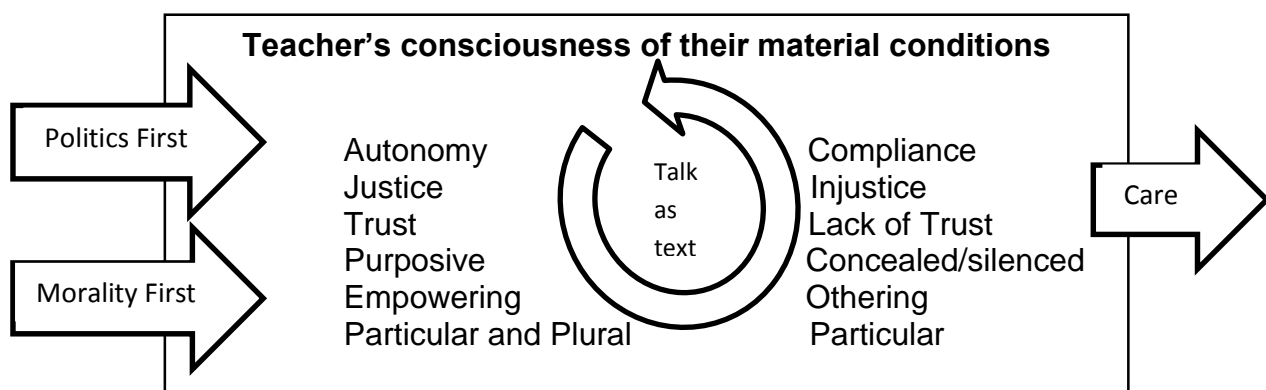 Teacher’s consciousness of their material conditions
Politics First
Morality First
Autonomy
Justice
Trust
Purposive
Empowering
Particular and Plural
Talk
as
text
Compliance
Injustice
Lack of Trust
Concealed/silenced
Othering
Particular
Care